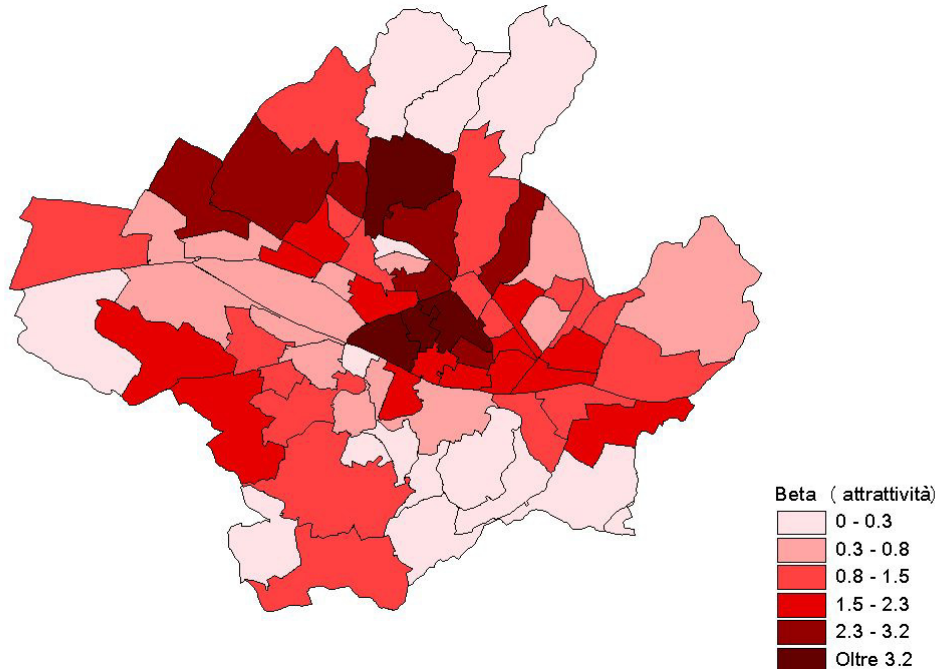 Beta ( attrattività)
0 - 0.3
0.3 - 0.8
0.8 - 1.5
1.5 - 2.3
2.3 - 3.2
Oltre 3.2